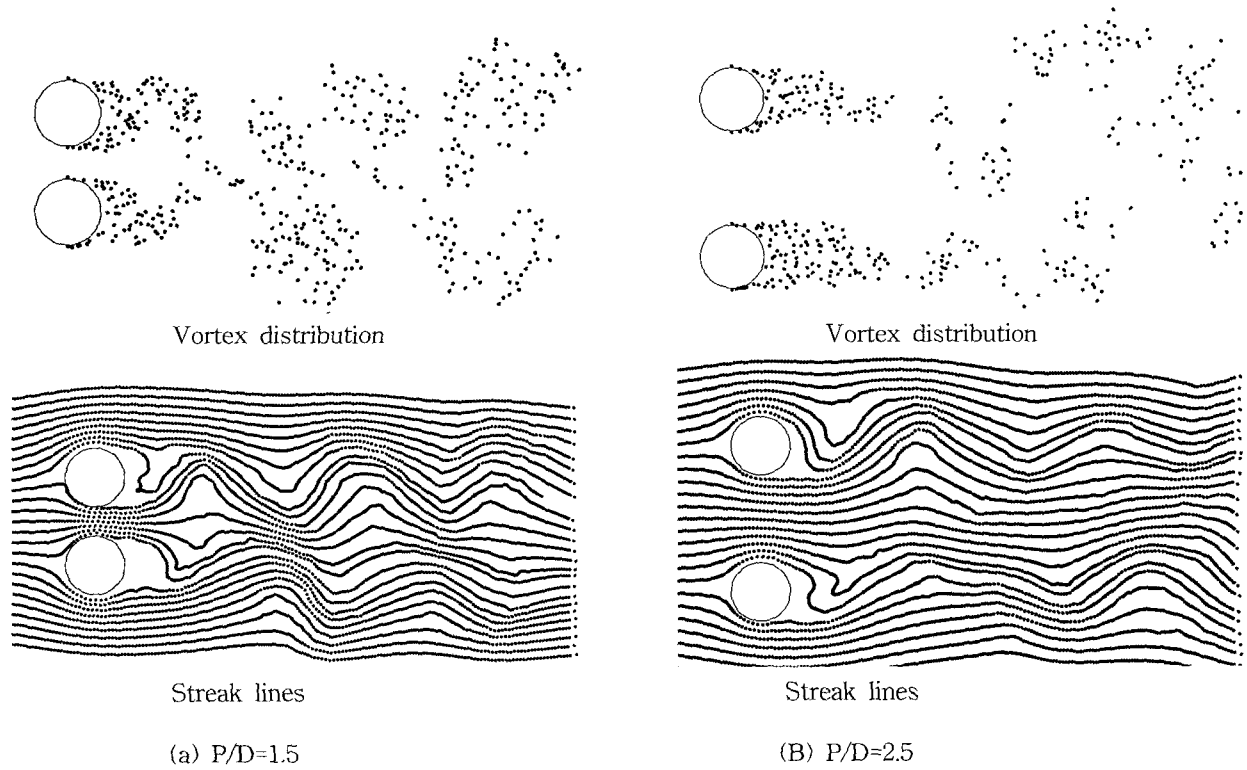 Vortex distribution
Vortex distribution
Streak lines
Streak lines
(a) P/D=1.5
(B) P/D=2.5